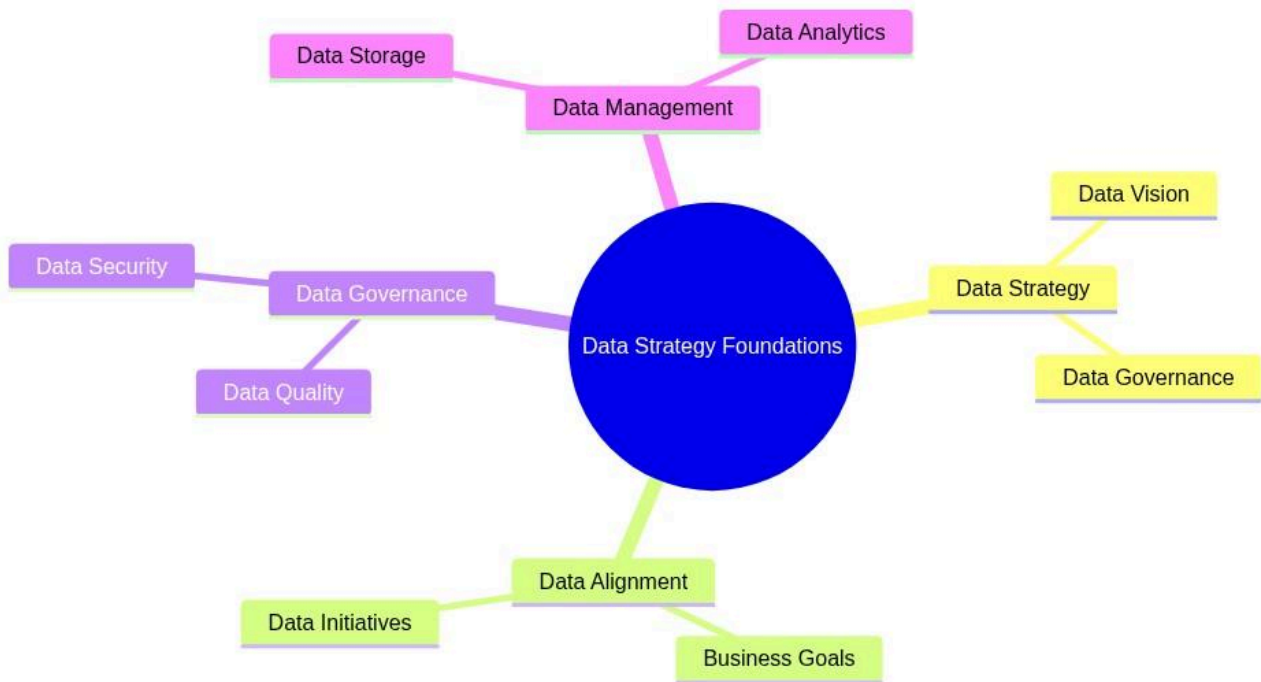 Data Analytics
Data Storage
Data Management
Data Vision
Data Security
Data Governance
Data Strategy
Data Strategy Foundations
Data Governance
Data Quality
Data Alignment
Data Initiatives
Business Goals